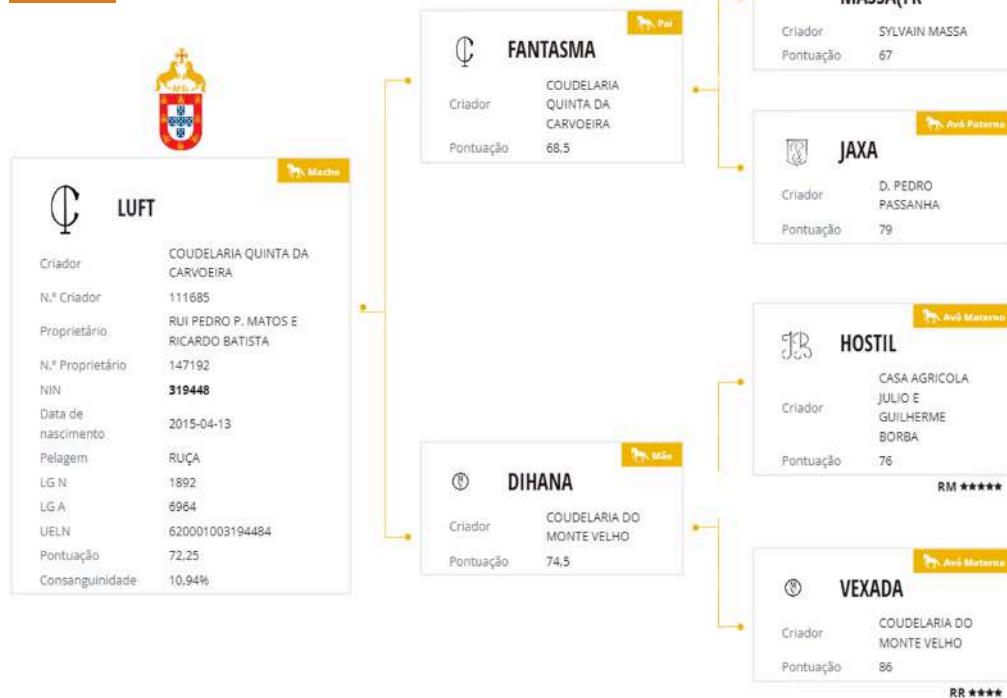 Macho
LUFT
Criador COUDELARIA QUINTA DA
CARVOEIRA
N.º Criador 111685
Proprietário RUI PEDRO P. MATOS E
RICARDO BATISTA
N.º Proprietário 147192
NIN 319448
Data de
nascimento 2015-04-13
Pelagem RUÇA
LG N 1892
LG A 6964
UELN 620001003194484
Pontuação 72,25
Consanguinidade 10,94%
Pai
FANTASMA
Criador COUDELARIA
QUINTA DA
CARVOEIRA
Pontuação 68,5
Mãe
DIHANA
Criador COUDELARIA DO
MONTE VELHO
Pontuação 74,5
Criador SYLVAIN MASSA
Pontuação 67
Avó Paterna
JAXA
Criador D. PEDRO
PASSANHA
Pontuação 79
Avô Materno
HOSTIL
Criador CASA AGRICOLA
JULIO E
GUILHERME
BORBA
Pontuação 76
RM ★★★★★
Avó Materna
VEXADA
Criador COUDELARIA DO
MONTE VELHO
Pontuação 86
RR ★★★★